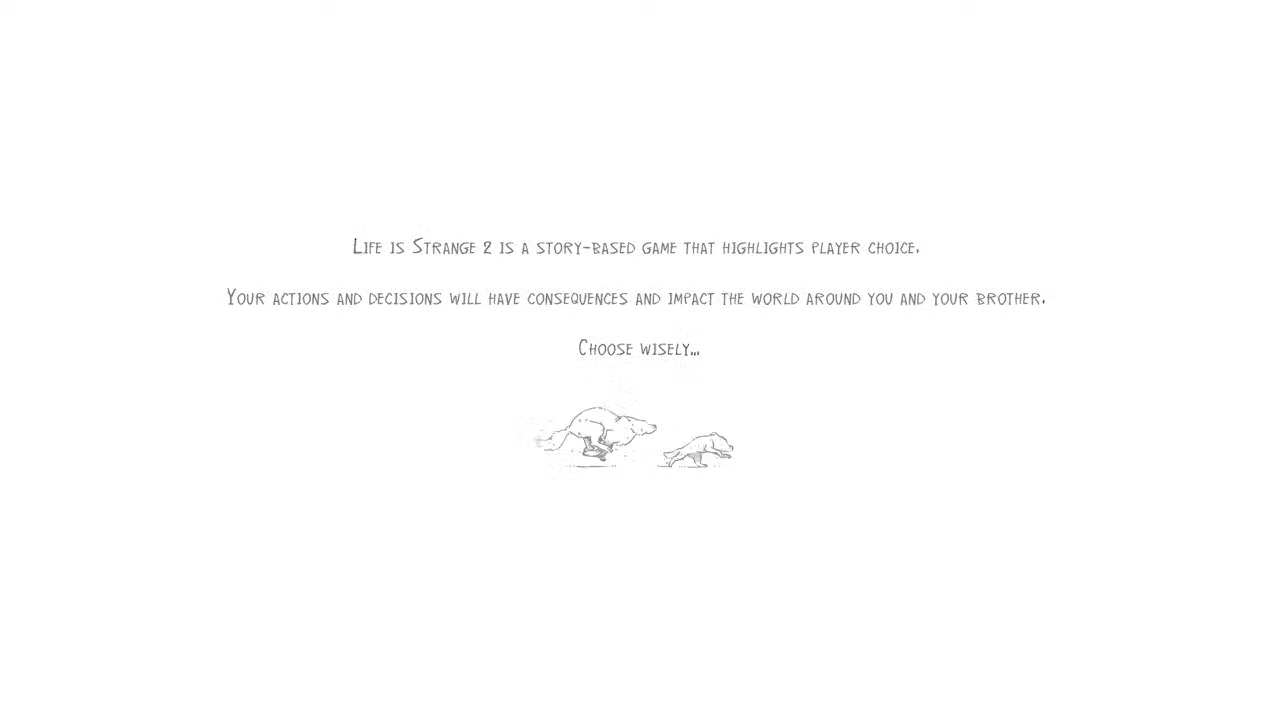 Life is Strange 2 is a story-based game that highlights player choice.
Your actions and decisions will have consequences and impact the world around you and your brother.
Choose wisely...